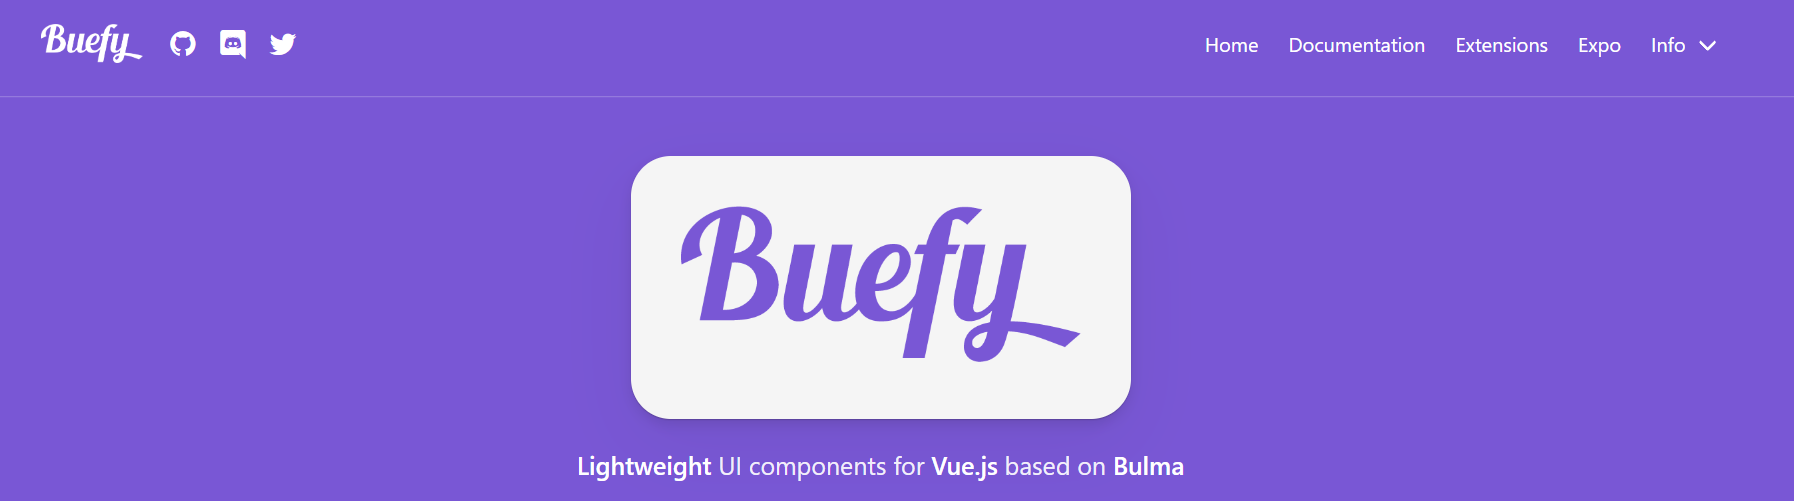 Buefy
Home Documentation Extensions Expo Info
Buefy
Lightweight UI components for Vue.js based on Bulma